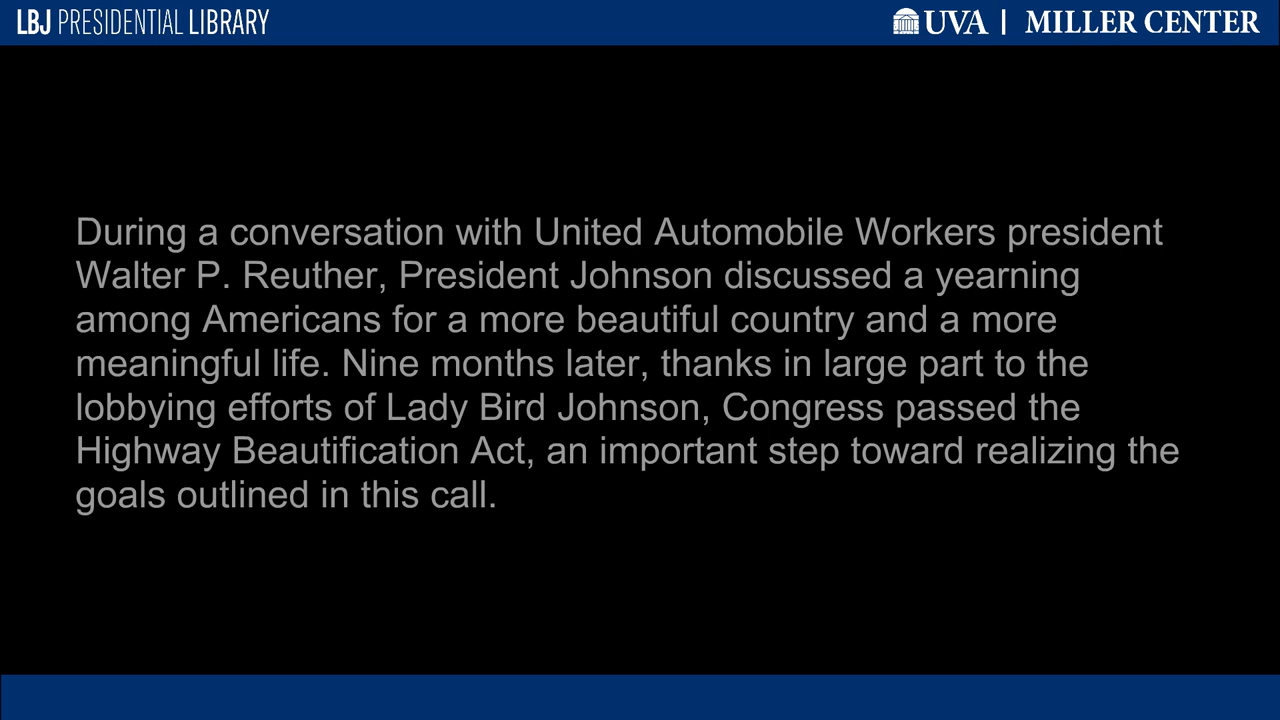 LBJ PRESIDENTIAL LIBRARY
UVA | MILLER CENTER
During a conversation with United Automobile Workers president
Walter P. Reuther, President Johnson discussed a yearning
among Americans for a more beautiful country and a more
meaningful life. Nine months later, thanks in large part to the
lobbying efforts of Lady Bird Johnson, Congress passed the
Highway Beautification Act, an important step toward realizing the
goals outlined in this call.